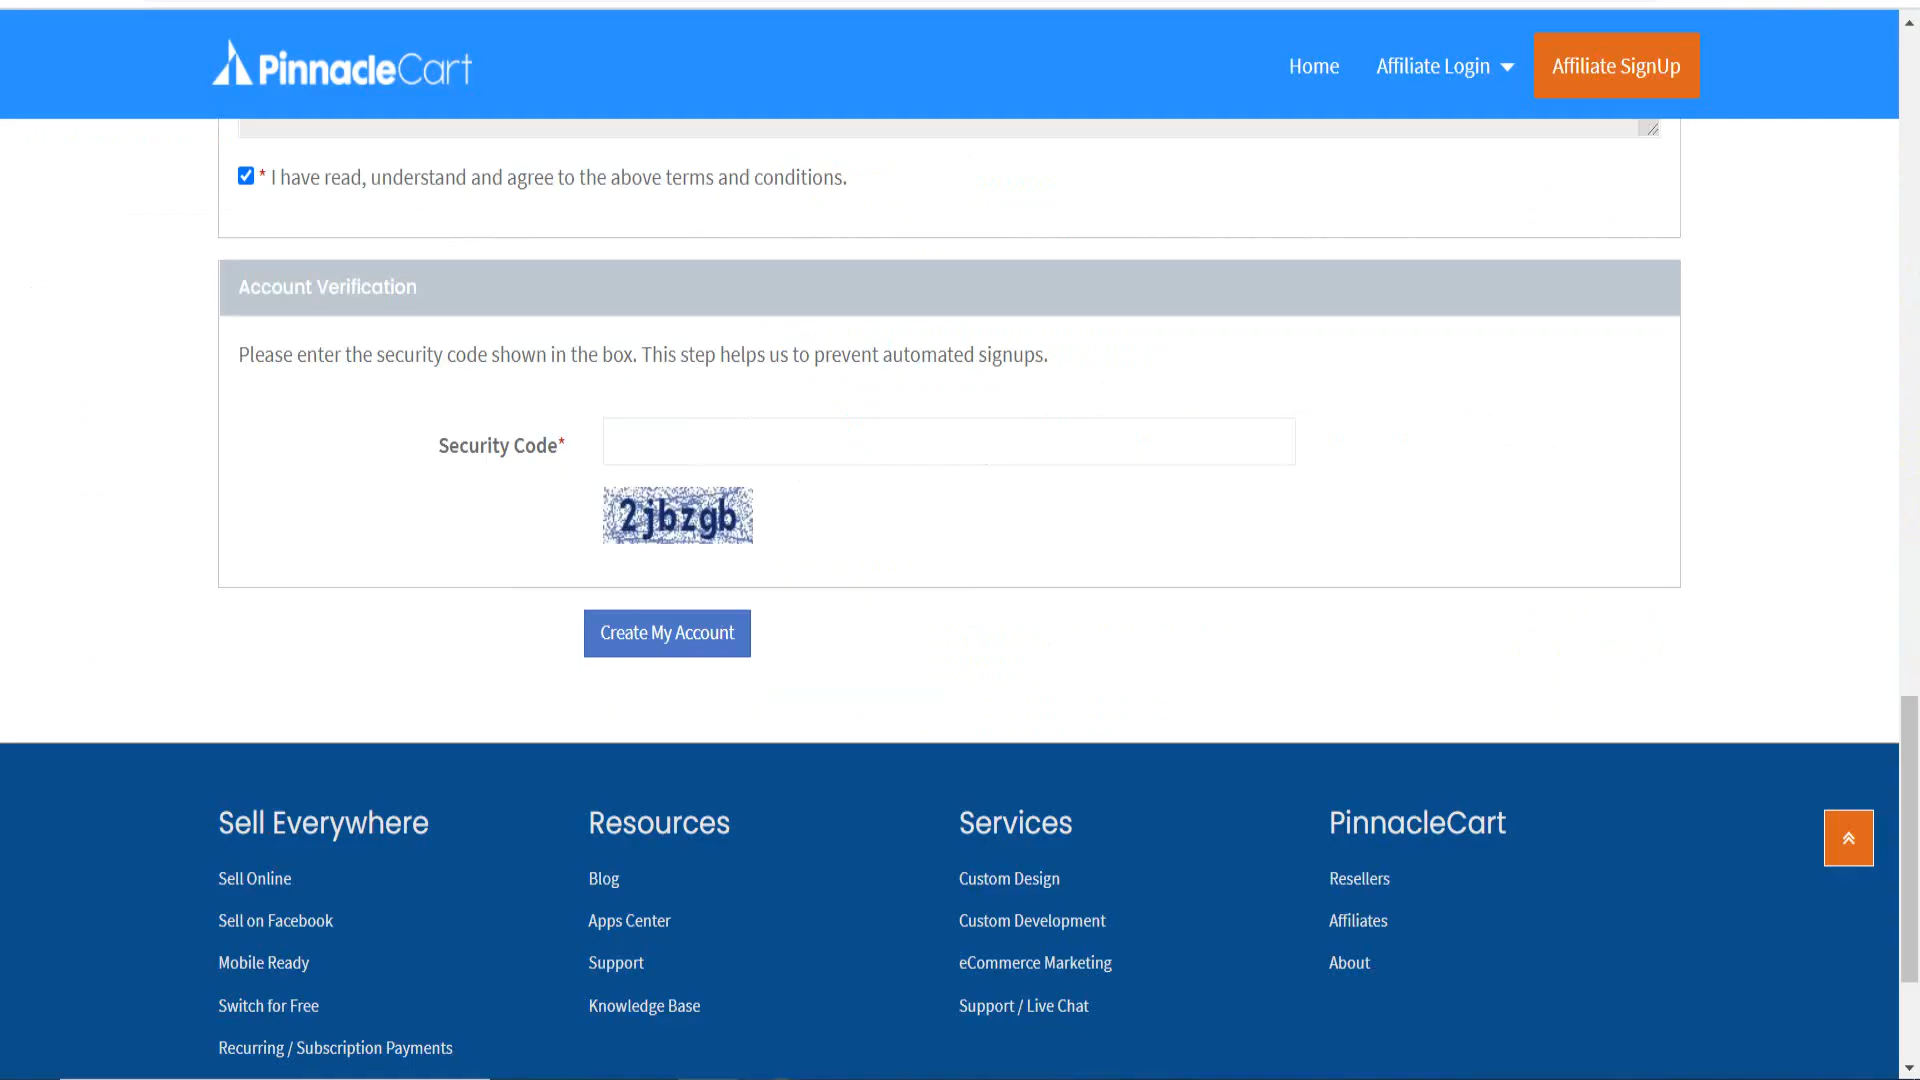 PinnacleCart
Home
Affiliate Login
Affiliate SignUp
* I have read, understand and agree to the above terms and conditions.
Account Verification
Please enter the security code shown in the box. This step helps us to prevent automated signups.
Security Code*
2jbzgb
Create My Account
Sell Everywhere
Sell Online
Sell on Facebook
Mobile Ready
Switch for Free
Recurring / Subscription Payments
Resources
Blog
Apps Center
Support
Knowledge Base
Services
Custom Design
Custom Development
eCommerce Marketing
Support / Live Chat
PinnacleCart
Resellers
Affiliates
About